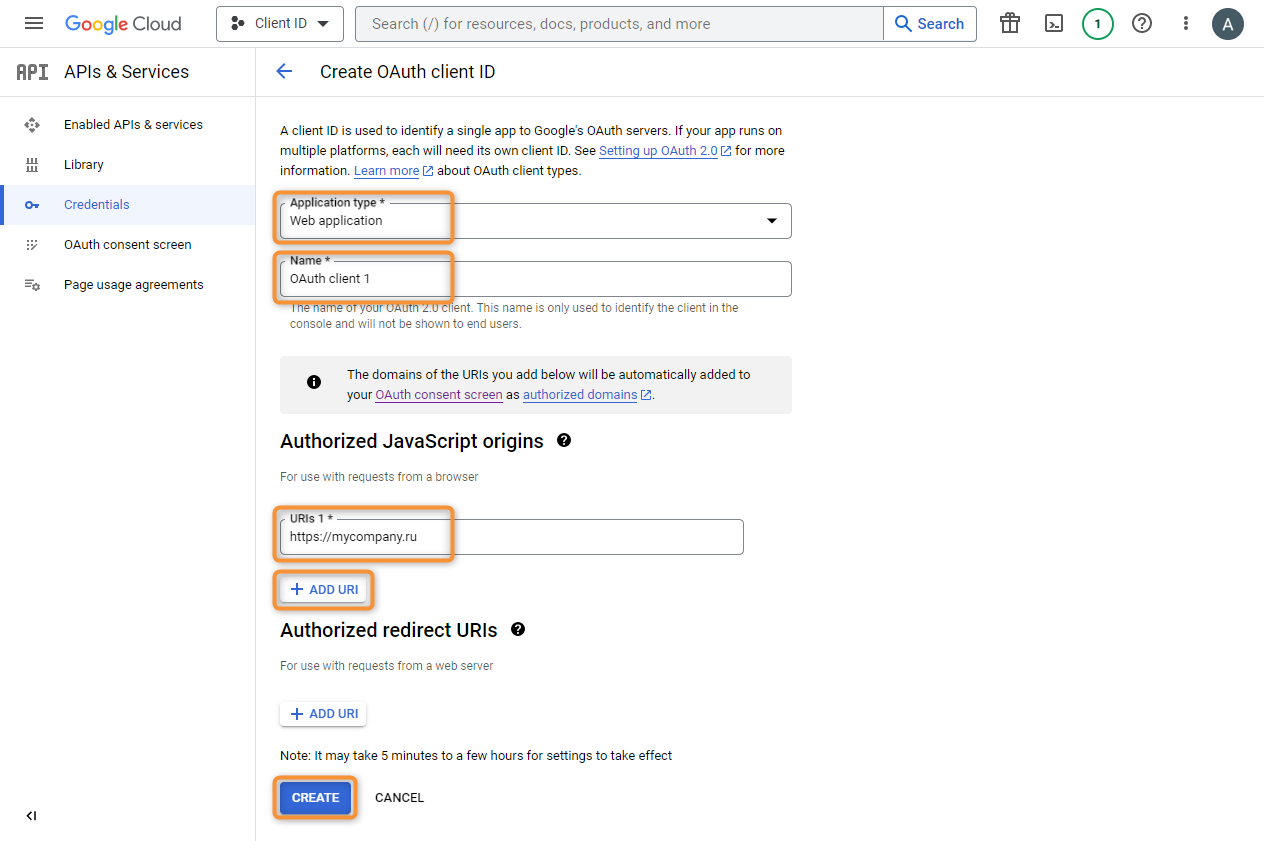 Google Cloud
Client ID
Search (/) for resources, docs, products, and more
Search
1
A
API
APIs & Services
Create OAuth client ID
Enabled APIs & services
Library
Credentials
OAuth consent screen
Page usage agreements
A client ID is used to identify a single app to Google's OAuth servers. If your app runs on
multiple platforms, each will need its own client ID. See Setting up OAuth 2.0 for more
information. Learn more about OAuth client types.
Application type *
Web application
Name *
OAuth client 1
The name of your OAuth 2.0 client. This name is only used to identify the client in the
console and will not be shown to end users.
The domains of the URIs you add below will be automatically added to
your OAuth consent screen as authorized domains.
Authorized JavaScript origins
For use with requests from a browser
URIs 1 *
https://mycompany.ru
+ ADD URI
Authorized redirect URIs
For use with requests from a web server
+ ADD URI
Note: It may take 5 minutes to a few hours for settings to take effect
CREATE
CANCEL